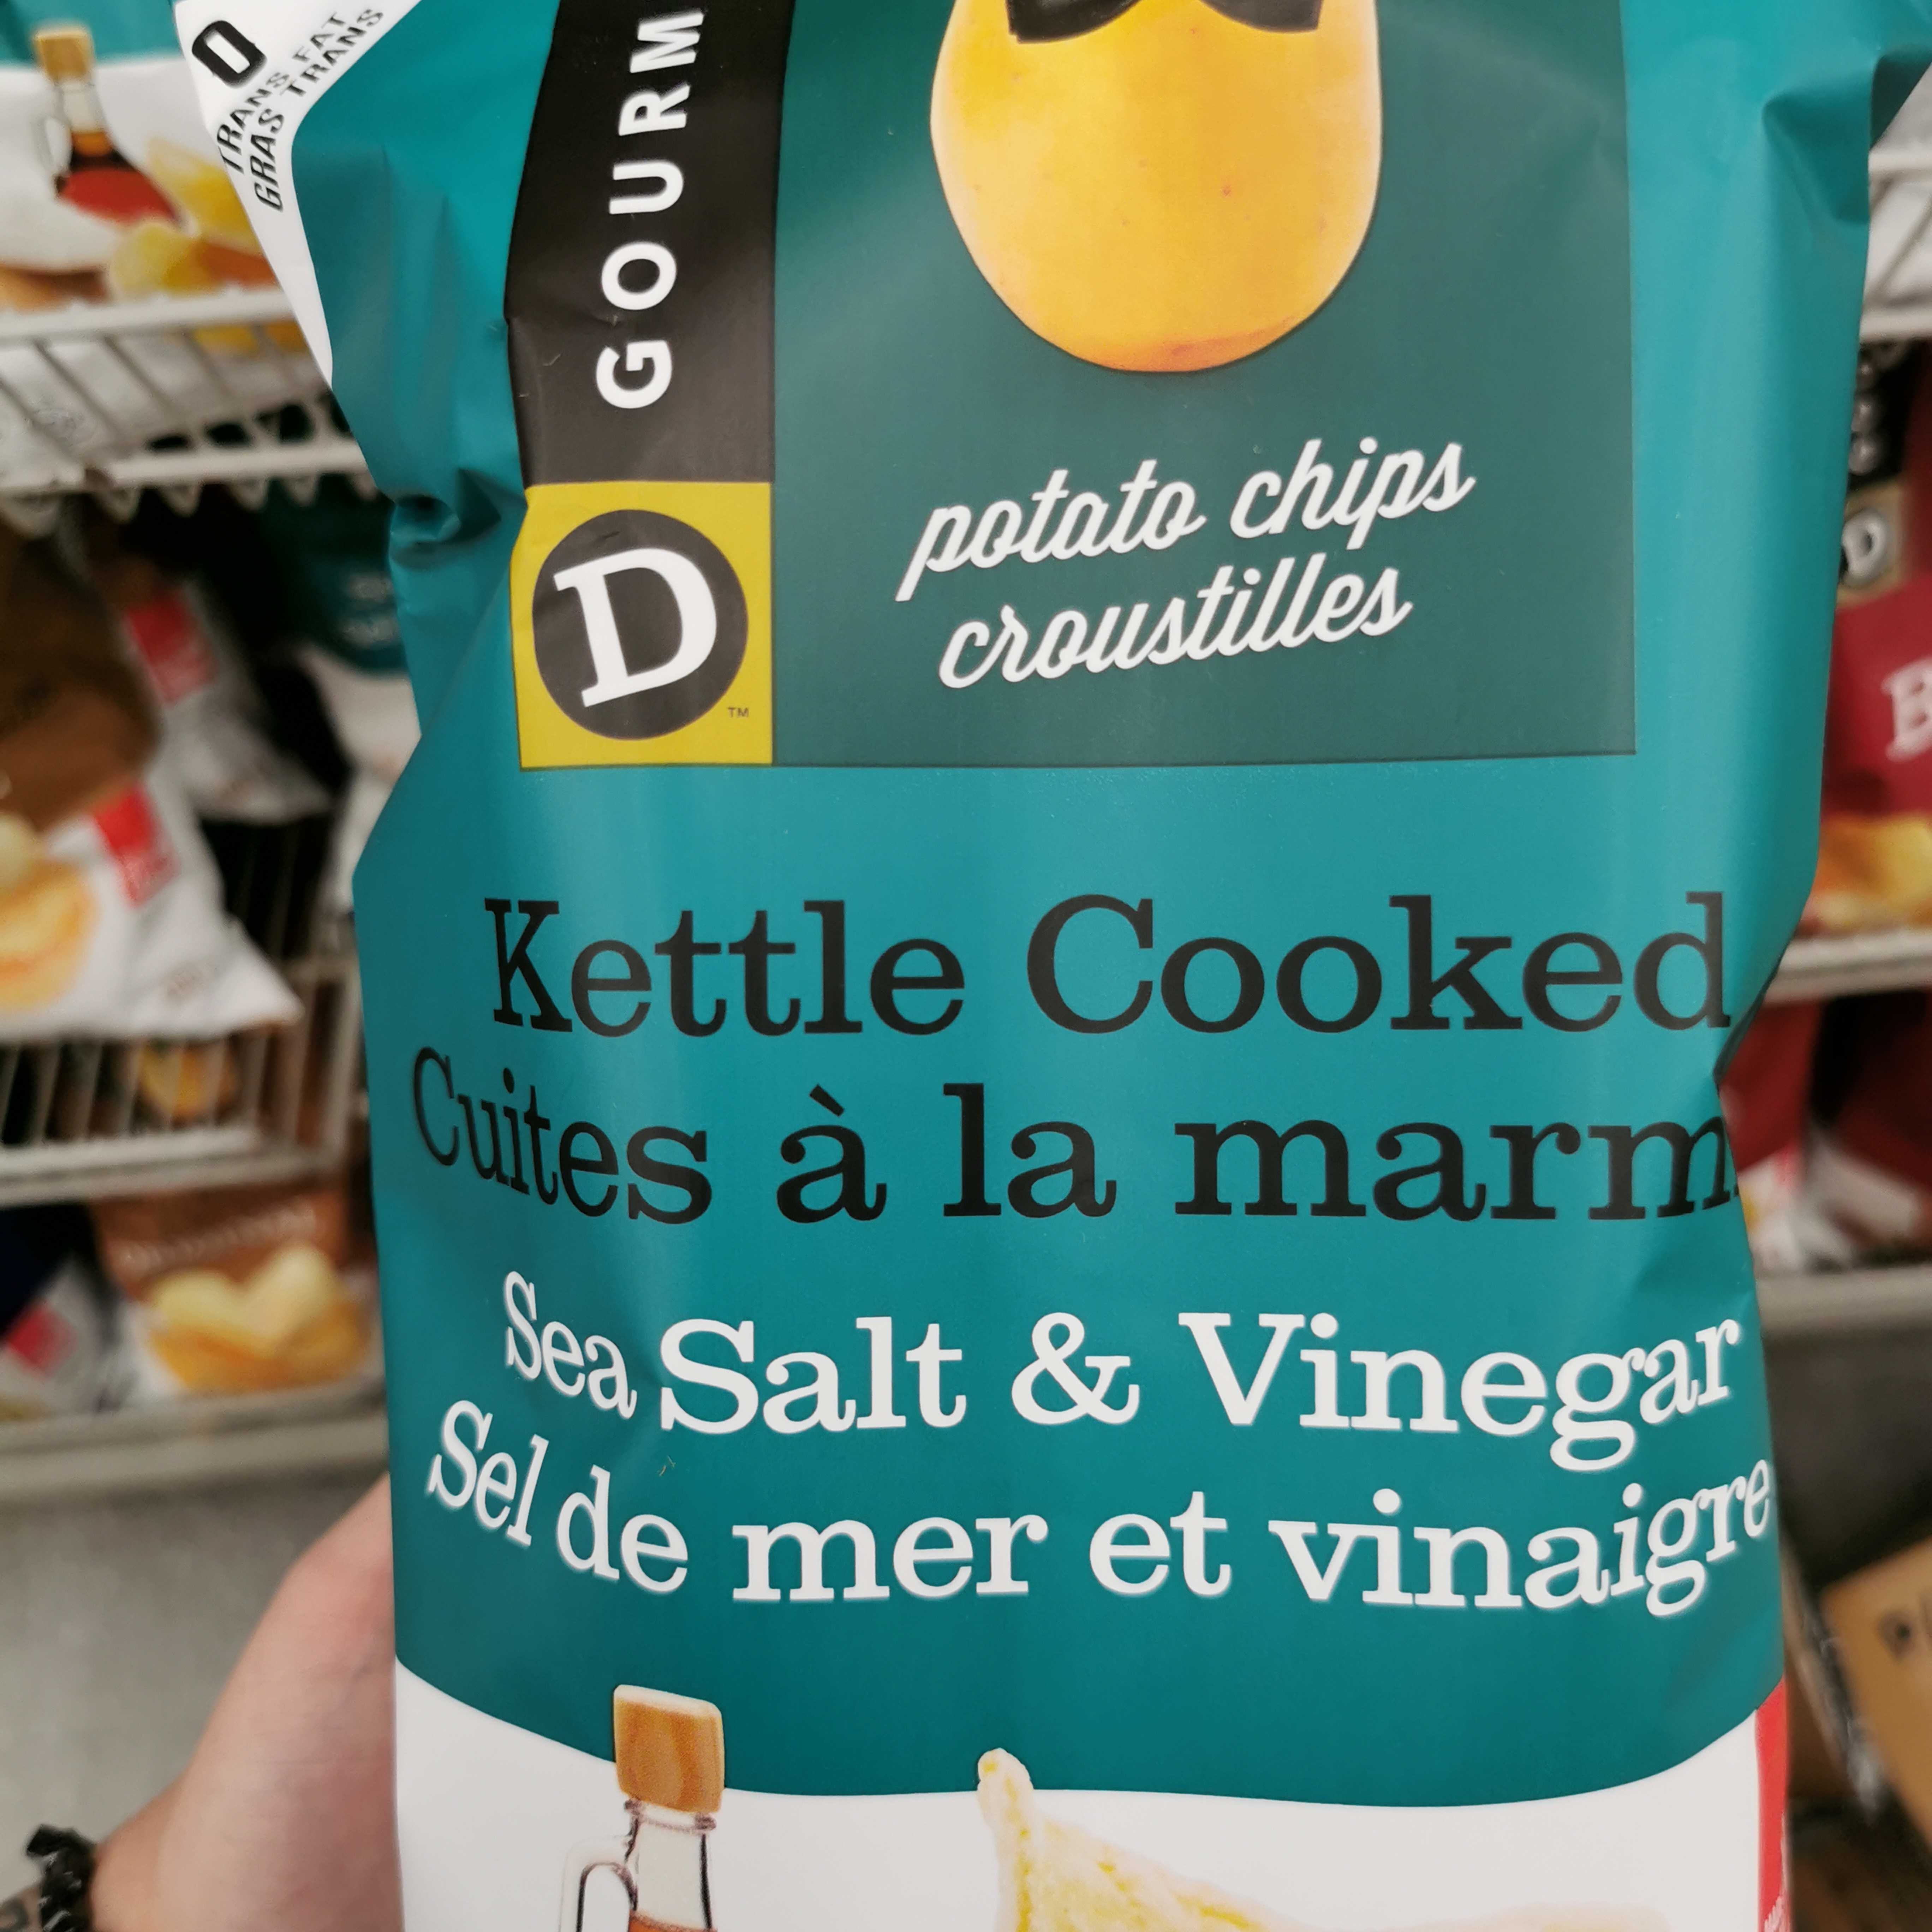 0
TRANS FAT
GRAS TRANS
GOURM
D
TM
potato chips
croustilles
Kettle Cooked
Cuites à la marm
Sea Salt & Vinegar
Sel de mer et vinaigre
D